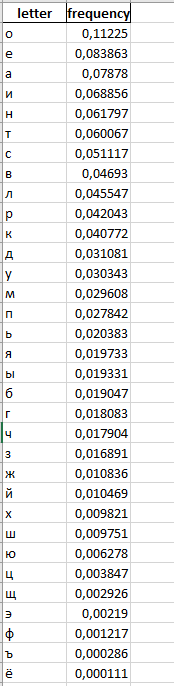 letter frequency
о 0,11225
е 0,083863
а 0,07878
и 0,068856
н 0,061797
т 0,060067
с 0,051117
в 0,04693
л 0,045547
р 0,042043
к 0,040772
д 0,031081
у 0,030343
м 0,029608
п 0,027842
ь 0,020383
я 0,019733
ы 0,019331
б 0,019047
г 0,018083
ч 0,017904
з 0,016891
ж 0,010836
й 0,010469
х 0,009821
ш 0,009751
ю 0,006278
ц 0,003847
щ 0,002926
э 0,00219
ф 0,001217
ъ 0,000286
ё 0,000111